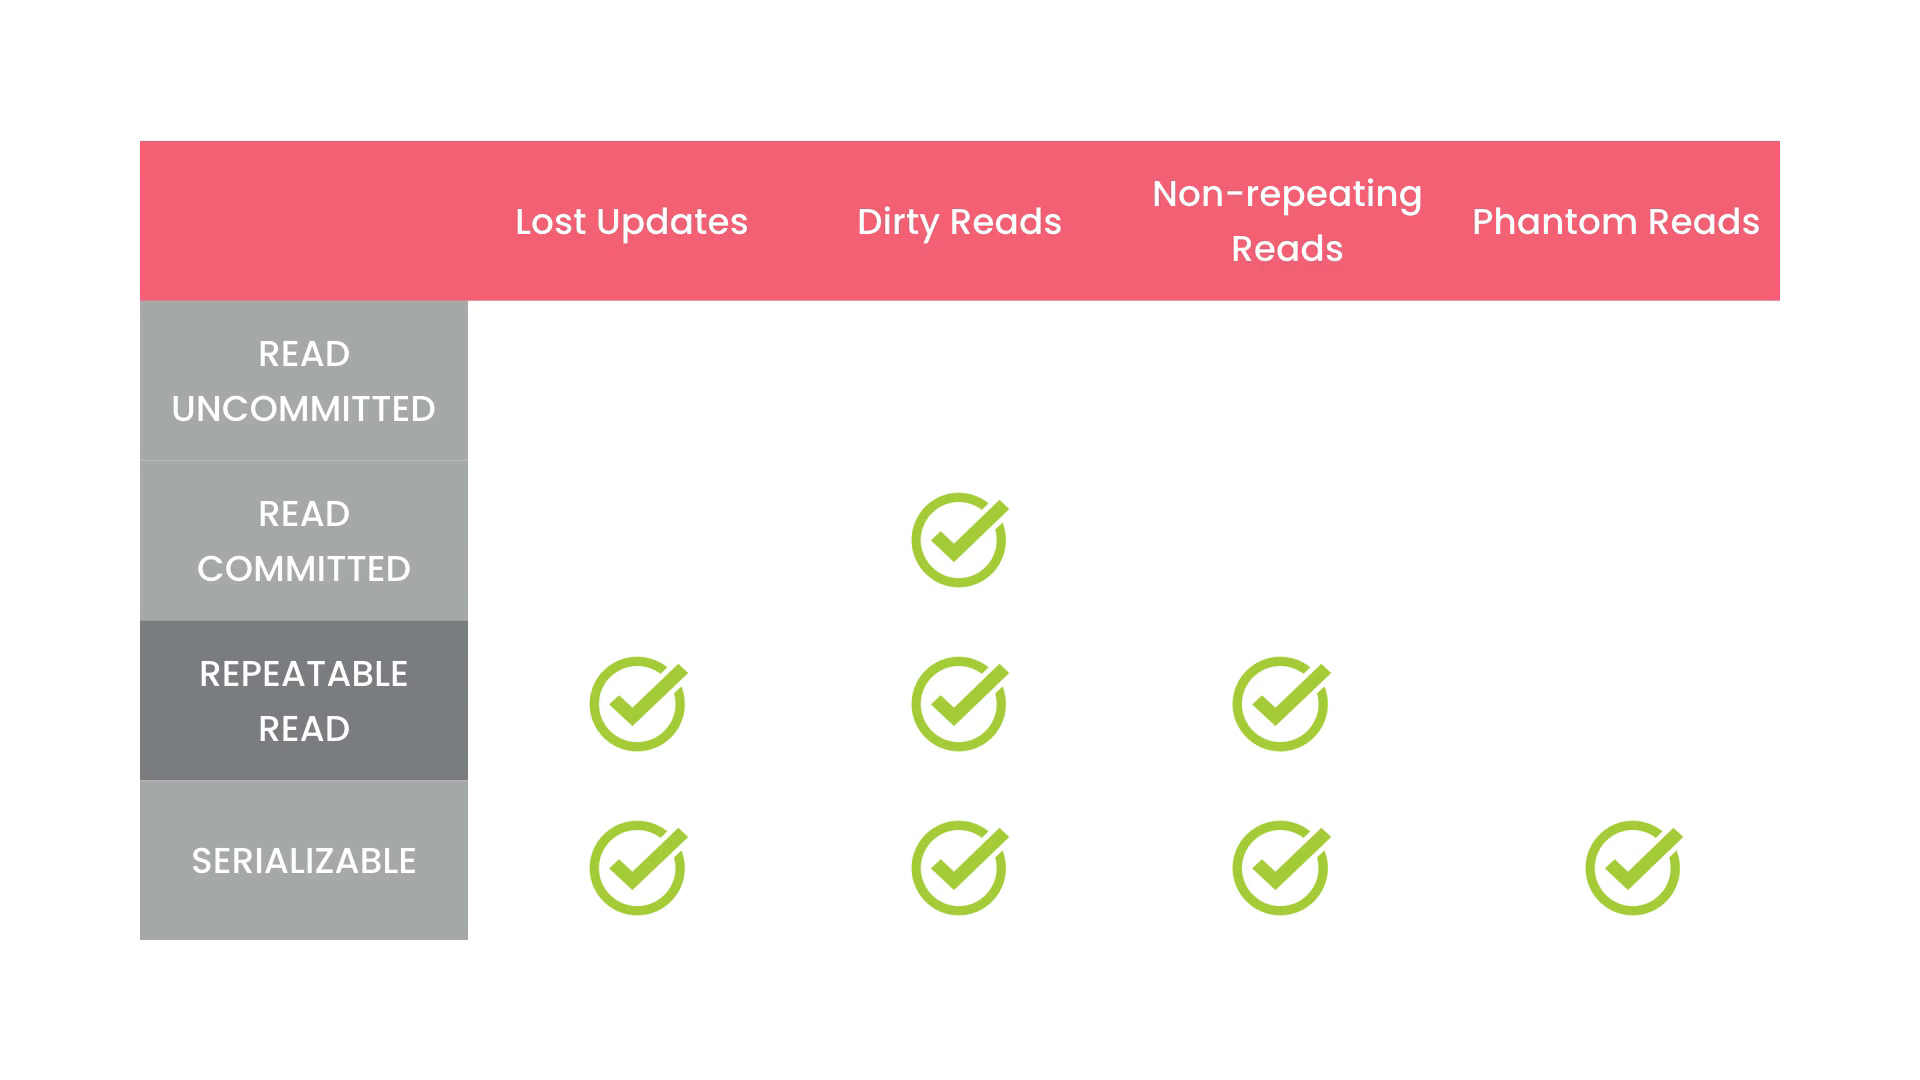 Lost Updates
Dirty Reads
Non-repeating
Reads
Phantom Reads
READ
UNCOMMITTED
READ
COMMITTED
REPEATABLE
READ
SERIALIZABLE